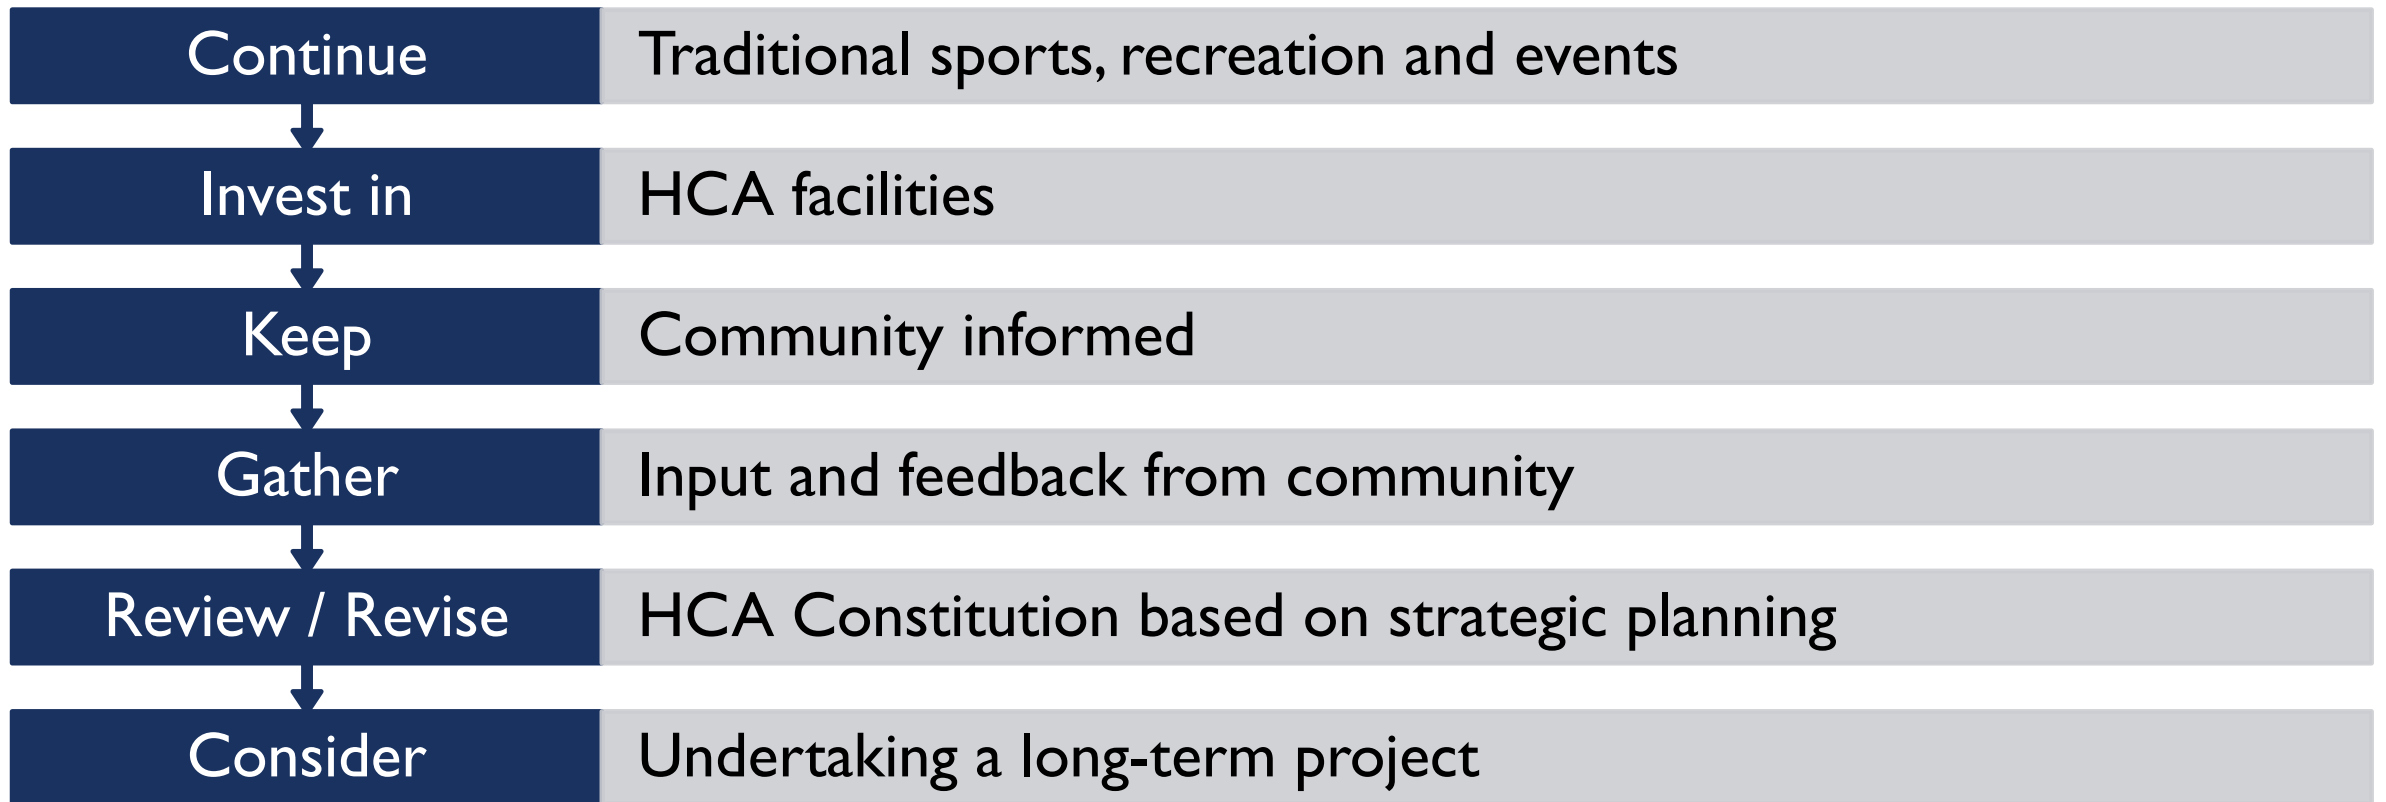 Continue
Traditional sports, recreation and events
Invest in
HCA facilities
Keep
Community informed
Gather
Input and feedback from community
Review / Revise
HCA Constitution based on strategic planning
Consider
Undertaking a long-term project